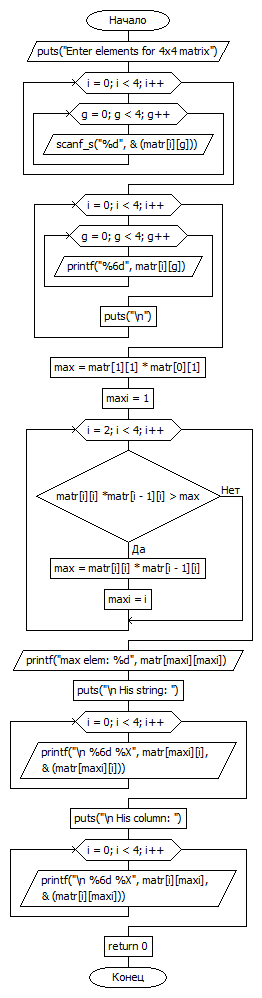 Начало
puts("Enter elements for 4x4 matrix")
i = 0; i < 4; i++
g = 0; g < 4; g++
scanf_s("%d", & (matr[i][g]))
i = 0; i < 4; i++
g = 0; g < 4; g++
printf("%6d", matr[i][g])
puts("\n")
max = matr[1][1] * matr[0][1]
maxi = 1
i = 2; i < 4; i++
matr[i][i] *matr[i - 1][i] > max
Нет
Да
max = matr[i][i] * matr[i - 1][i]
maxi = i
printf("max elem: %d", matr[maxi][maxi])
puts("\n His string: ")
i = 0; i < 4; i++
printf("\n %6d %X", matr[maxi][i],
& (matr[maxi][i]))
puts("\n His column: ")
i = 0; i < 4; i++
printf("\n %6d %X", matr[i][maxi],
& (matr[i][maxi]))
return 0
Конец